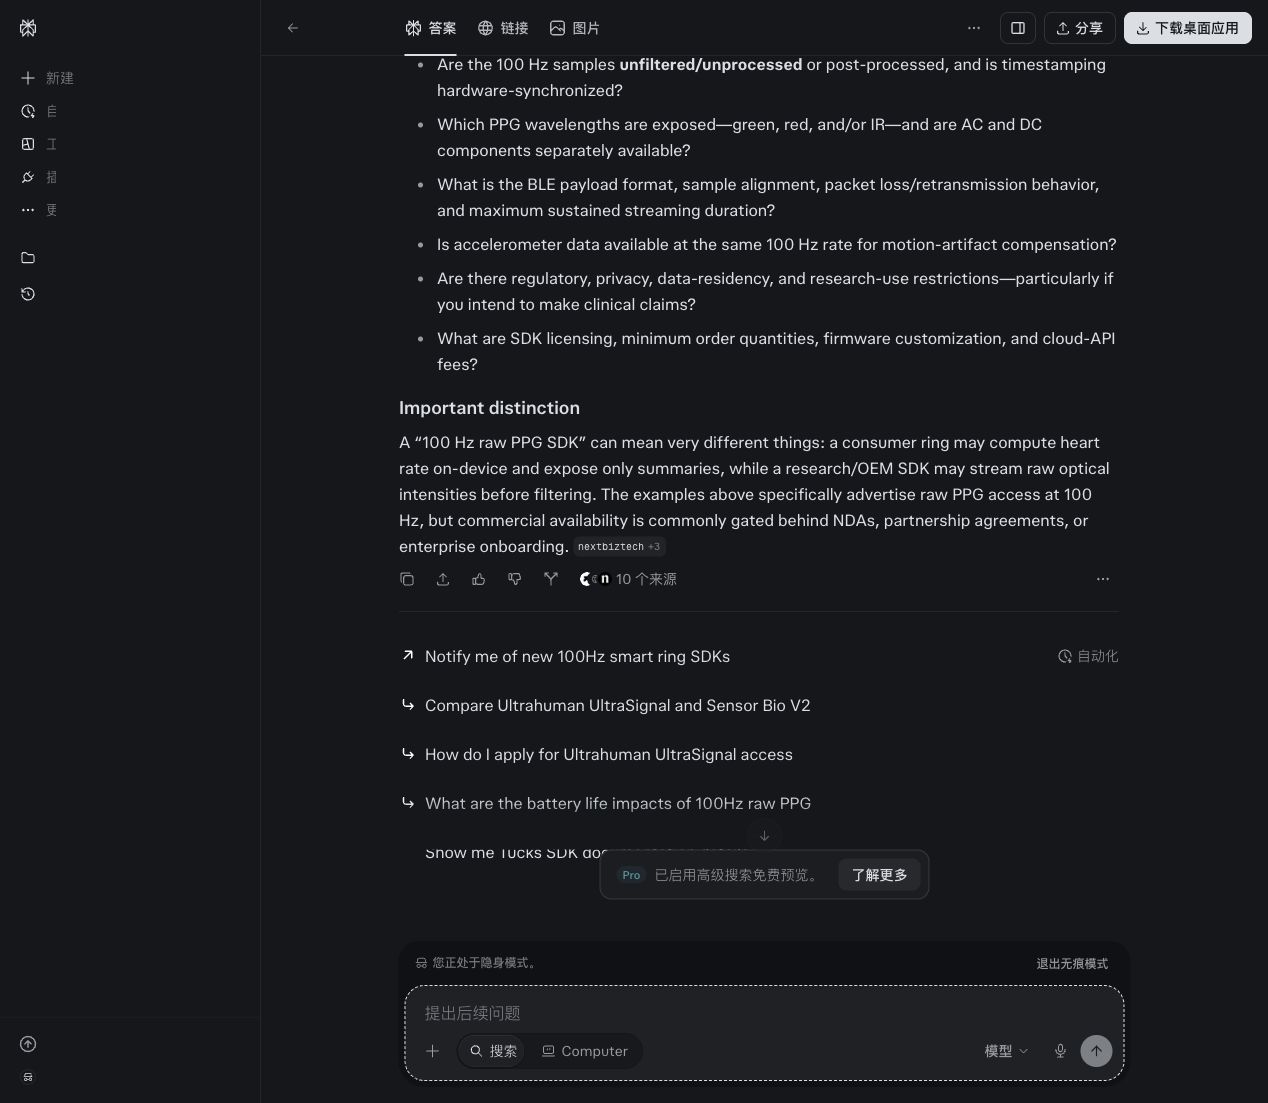 答案
链接
图片
分享
下载桌面应用
新建
Are the 100 Hz samples unfiltered/unprocessed or post-processed, and is timestamping
hardware-synchronized?
Which PPG wavelengths are exposed—green, red, and/or IR—and are AC and DC
components separately available?
What is the BLE payload format, sample alignment, packet loss/retransmission behavior,
and maximum sustained streaming duration?
Is accelerometer data available at the same 100 Hz rate for motion-artifact compensation?
Are there regulatory, privacy, data-residency, and research-use restrictions—particularly if
you intend to make clinical claims?
What are SDK licensing, minimum order quantities, firmware customization, and cloud-API
fees?
Important distinction
A “100 Hz raw PPG SDK” can mean very different things: a consumer ring may compute heart
rate on-device and expose only summaries, while a research/OEM SDK may stream raw optical
intensities before filtering. The examples above specifically advertise raw PPG access at 100
Hz, but commercial availability is commonly gated behind NDAs, partnership agreements, or
enterprise onboarding. nextbiztech +3
10 个来源
Notify me of new 100Hz smart ring SDKs
自动化
Compare Ultrahuman UltraSignal and Sensor Bio V2
How do I apply for Ultrahuman UltraSignal access
What are the battery life impacts of 100Hz raw PPG
Show me Tucks SDK
Pro 已启用高级搜索免费预览。 了解更多
您正处于隐身模式。
退出无痕模式
提出后续问题
搜索
Computer
模型